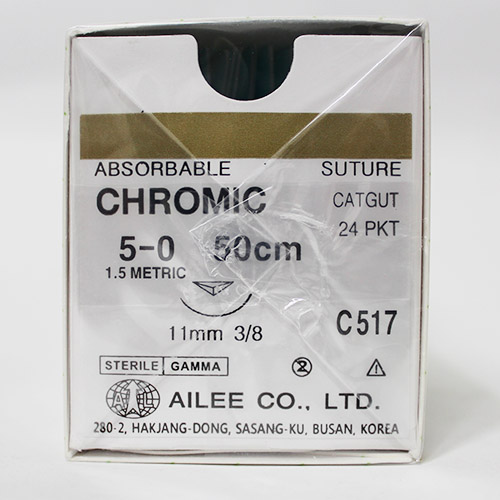 ABSORBABLE SUTURE
CHROMIC CATGUT
24 PKT
5-0 50cm
1.5 METRIC
11mm 3/8
C517
STERILE GAMMA 2
AILEE CO., LTD.
280-2, HAKJANG-DONG, SASANG-KU, BUSAN, KOREA